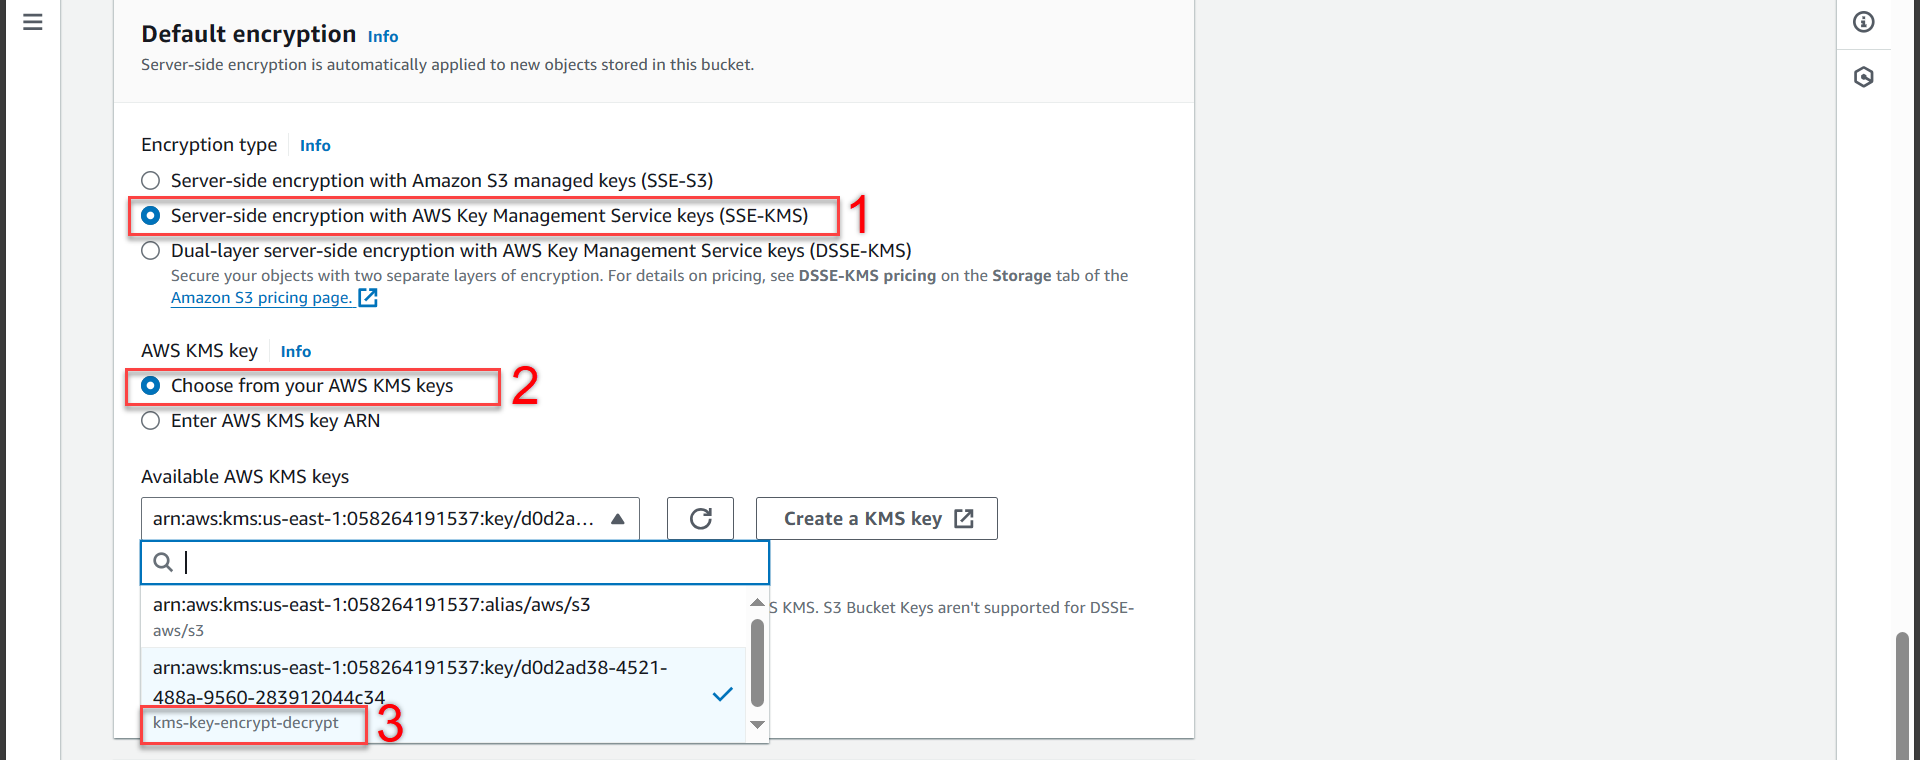 Default encryption Info
Server-side encryption is automatically applied to new objects stored in this bucket.
Encryption type Info
Server-side encryption with Amazon S3 managed keys (SSE-S3)
Server-side encryption with AWS Key Management Service keys (SSE-KMS) 1
Dual-layer server-side encryption with AWS Key Management Service keys (DSSE-KMS)
Secure your objects with two separate layers of encryption. For details on pricing, see DSSE-KMS pricing on the Storage tab of the
Amazon S3 pricing page.
AWS KMS key Info
Choose from your AWS KMS keys 2
Enter AWS KMS key ARN
Available AWS KMS keys
arn:aws:kms:us-east-1:058264191537:key/d0d2a... Create a KMS key
arn:aws:kms:us-east-1:058264191537:alias/aws/s3
S KMS. S3 Bucket Keys aren't supported for DSSE-
aws/s3
arn:aws:kms:us-east-1:058264191537:key/d0d2ad38-4521-
488a-9560-283912044c34
kms-key-encrypt-decrypt 3